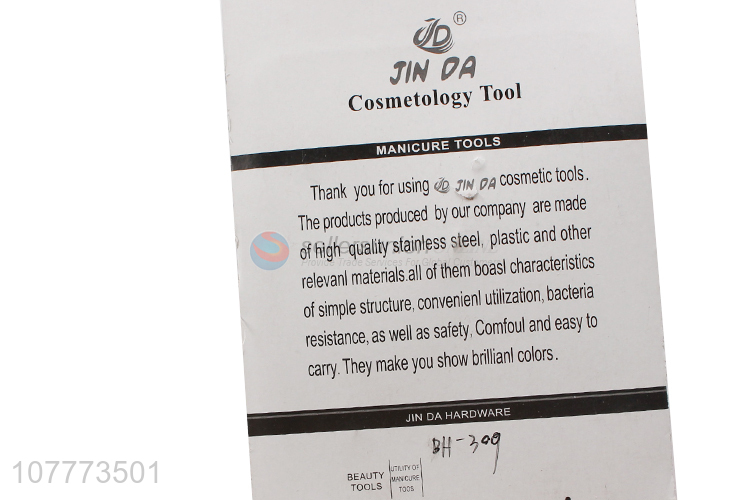 JD®
JIN DA
Cosmetology Tool
MANICURE TOOLS
Thank you for using JD JIN DA cosmetic tools.
The products produced by our company are made
of high quality stainless steel, plastic and other
relevanl materials.all of them boasl characteristics
of simple structure, convenienl utilization, bacteria
resistance, as well as safety, Comfoul and easy to
carry. They make you show brillianl colors.
JIN DA HARDWARE
BH-309
BEAUTY
TOOLS
UTILITY OF
MANICURE
TOOS
107773501